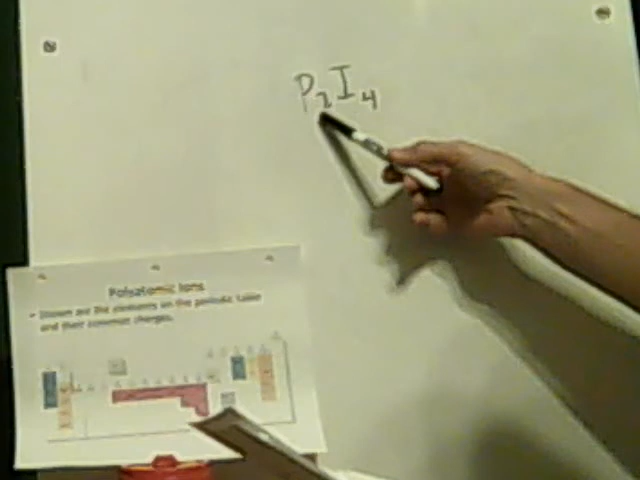 P₂I₄
Polyatomic Ions
Shown are the elements on the periodic table
and their common charges.